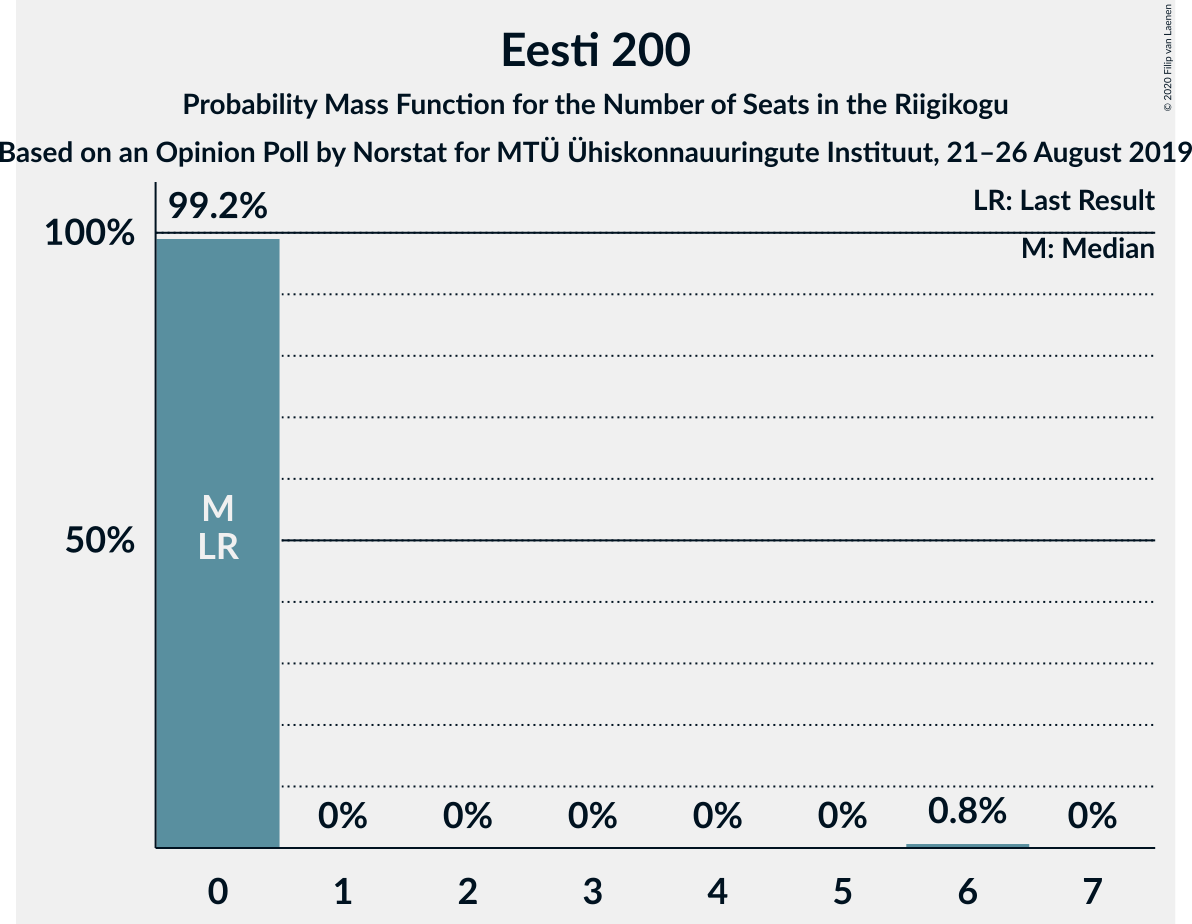 Eesti 200
Probability Mass Function for the Number of Seats in the Riigikogu
Based on an Opinion Poll by Norstat for MTÜ Ühiskonnauuringute Instituut, 21–26 August 2019
© 2020 Filip van Laenen
LR: Last Result
M: Median
99.2%
100%
50%
M
LR
0% 0% 0% 0% 0% 0.8% 0%
0 1 2 3 4 5 6 7